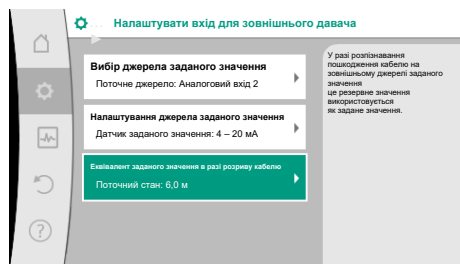 Налаштувати вхід для зовнішнього давача
Вибір джерела заданого значення
Поточне джерело: Аналоговий вхід 2
Налаштування джерела заданого значення
Датчик заданого значення: 4 – 20 мА
Еквівалент заданого значення в разі розриву кабелю
Поточний стан: 6,0 м
У разі розпізнавання
пошкодження кабелю на
зовнішньому джерелі заданого
значення
це резервне значення
використовується
як задане значення.